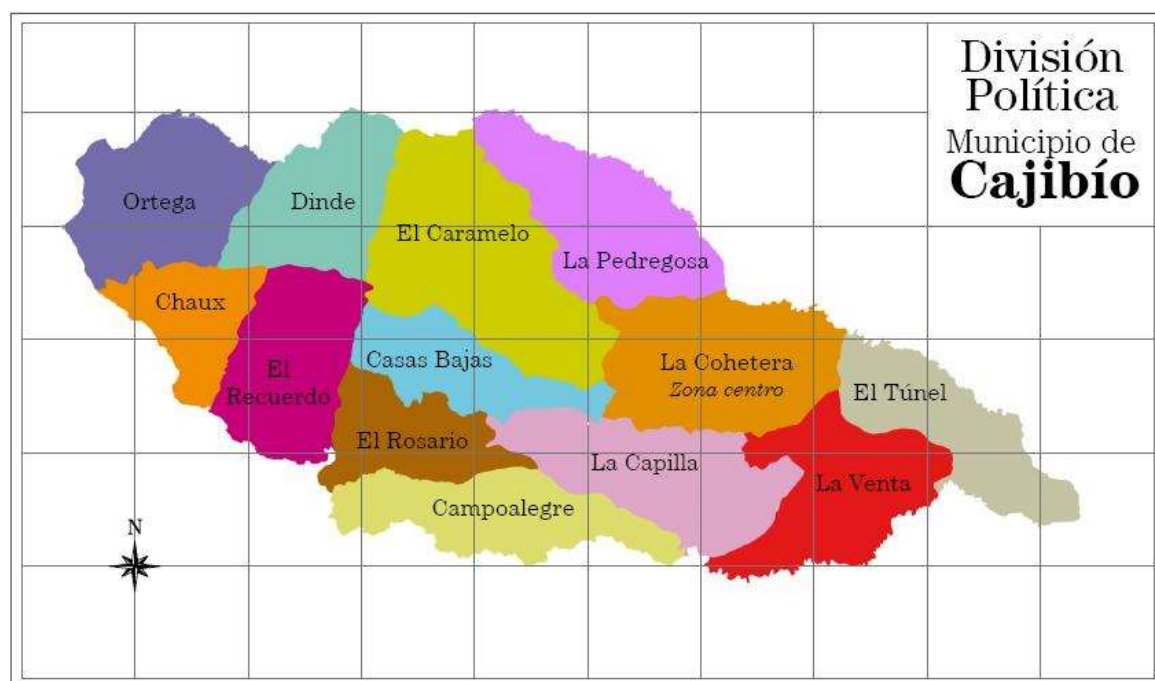 División
Política
Municipio de
Cajibío
Ortega
Dinde
El Caramelo
La Pedregosa
Chaux
El
Recuerdo
Casas Bajas
La Cohetera
Zona centro
El Túnel
El Rosario
La Capilla
La Venta
Campoalegre
N